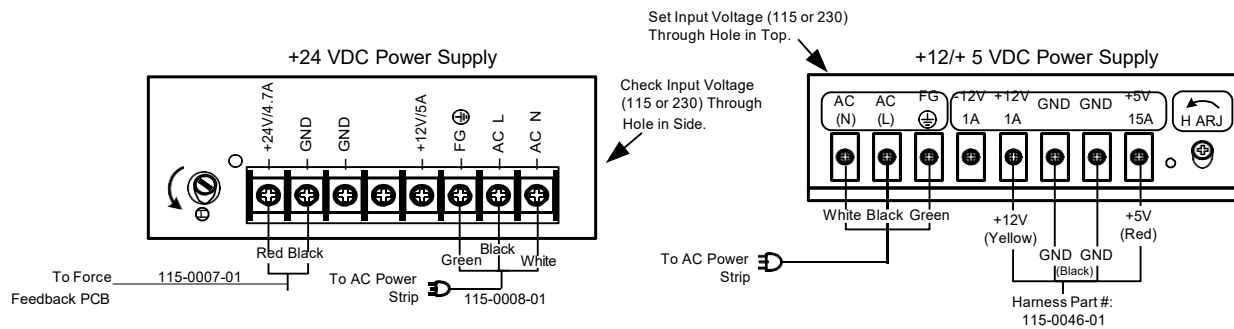 +24 VDC Power Supply
+24V/4.7A
GND
GND
+12V/5A
FG
AC L
AC N
Red Black
Green
Black
White
To Force
Feedback PCB
115-0007-01
To AC Power
Strip
115-0008-01
Check Input Voltage
(115 or 230) Through
Hole in Side.
Set Input Voltage (115 or 230)
Through Hole in Top.
+12/+ 5 VDC Power Supply
AC
(N)
AC
(L)
FG
-12V
1A
+12V
1A
GND
GND
+5V
15A
H ARJ
White Black Green
To AC Power
Strip
+12V
(Yellow)
GND GND
(Black)
+5V
(Red)
Harness Part #:
115-0046-01